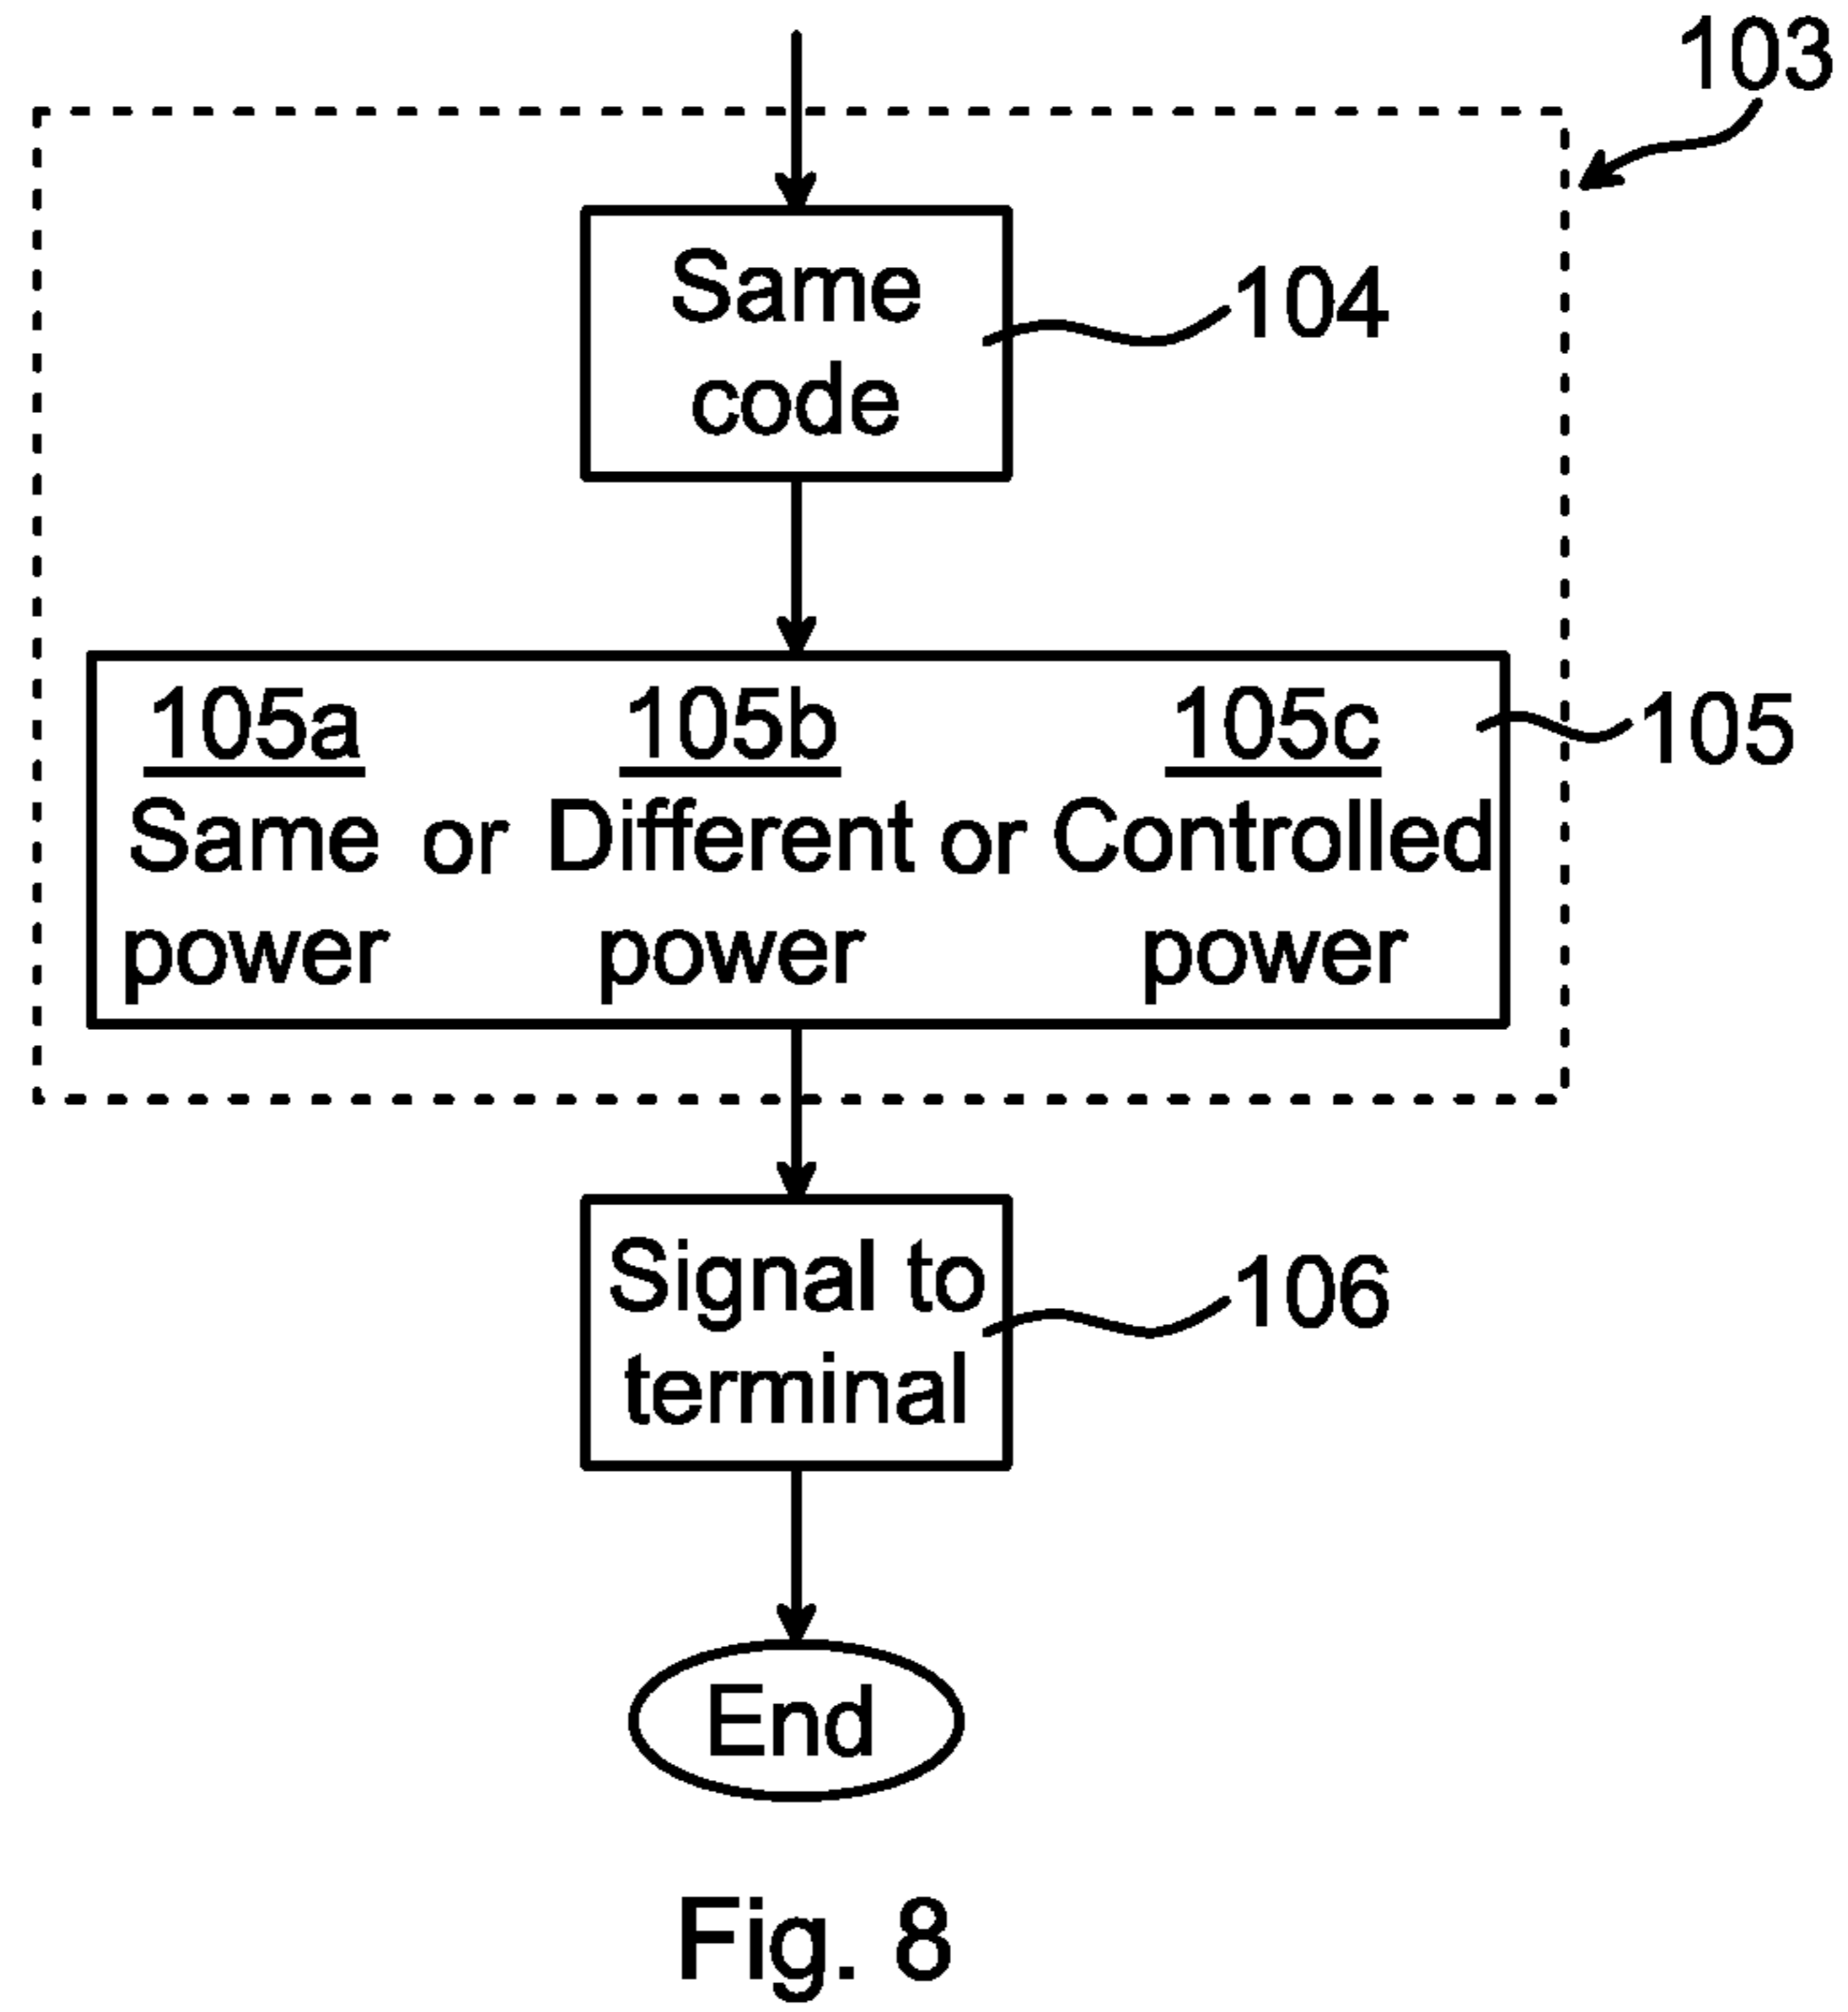 103
Same
code
104
105a 105b 105c
105
Same or Different or Controlled
power power power
Signal to
terminal
106
End
Fig. 8